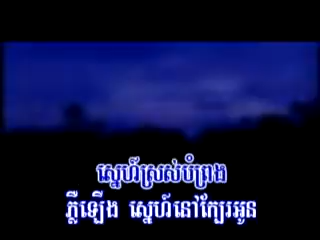 ស្នេហ៍ស្រស់បំព្រង
ភ្លឺឡើង ស្នេហ៍នៅក្បែរអូន